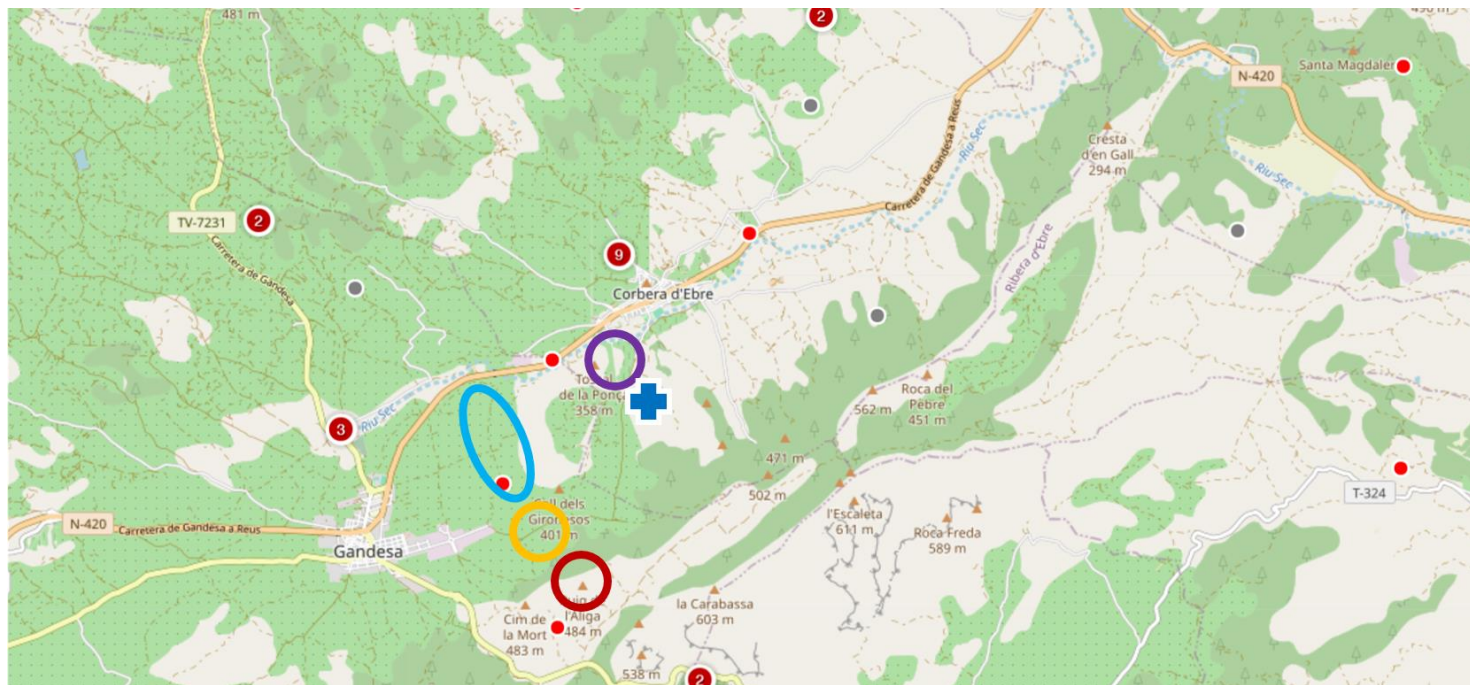 481 m
2
490 m
Santa Magdalen
N-420
Cresta
d'en Gall
294 m
Riu Sec
Riu Sec
Carretera de Gandesa a Reus
TV-7231
2
Carretera de Gandesa
9
Corbera d'Ebre
Ribera d'Ebre
Tossal
de la Ponça
358 m
Roca del
Pebre
451 m
562 m
3
Riu Sec
471 m
502 m
T-324
N-420
Carretera de Gandesa a Reus
Gandesa
Coll dels
Gironesos
401 m
l'Escaleta
611 m
Roca Freda
589 m
Cim de
la Mort
483 m
l'Àliga
484 m
la Carabassa
603 m
538 m
2